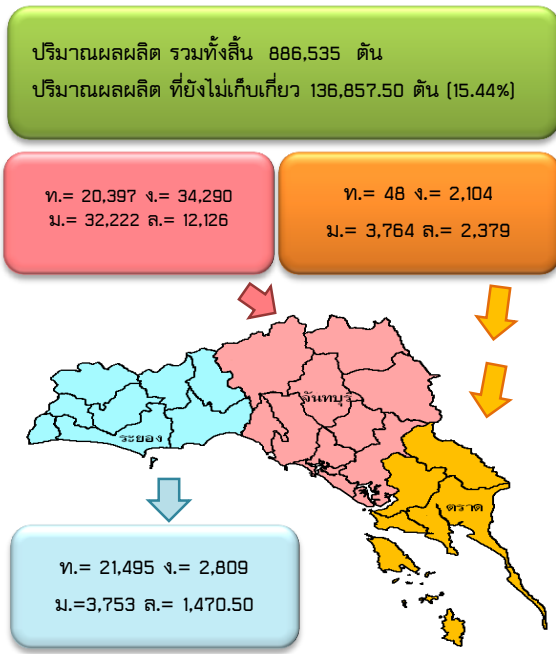 ปริมาณผลผลิต รวมทั้งสิ้น 886,535 ตัน
ปริมาณผลผลิต ที่ยังไม่เก็บเกี่ยว 136,857.50 ตัน (15.44%)
ท.= 20,397 ง.= 34,290
ม.= 32,222 ล.= 12,126
ท.= 48 ง.= 2,104
ม.= 3,764 ล.= 2,379
จันทบุรี
ระยอง
ตราด
ท.= 21,495 ง.= 2,809
ม.=3,753 ล.= 1,470.50